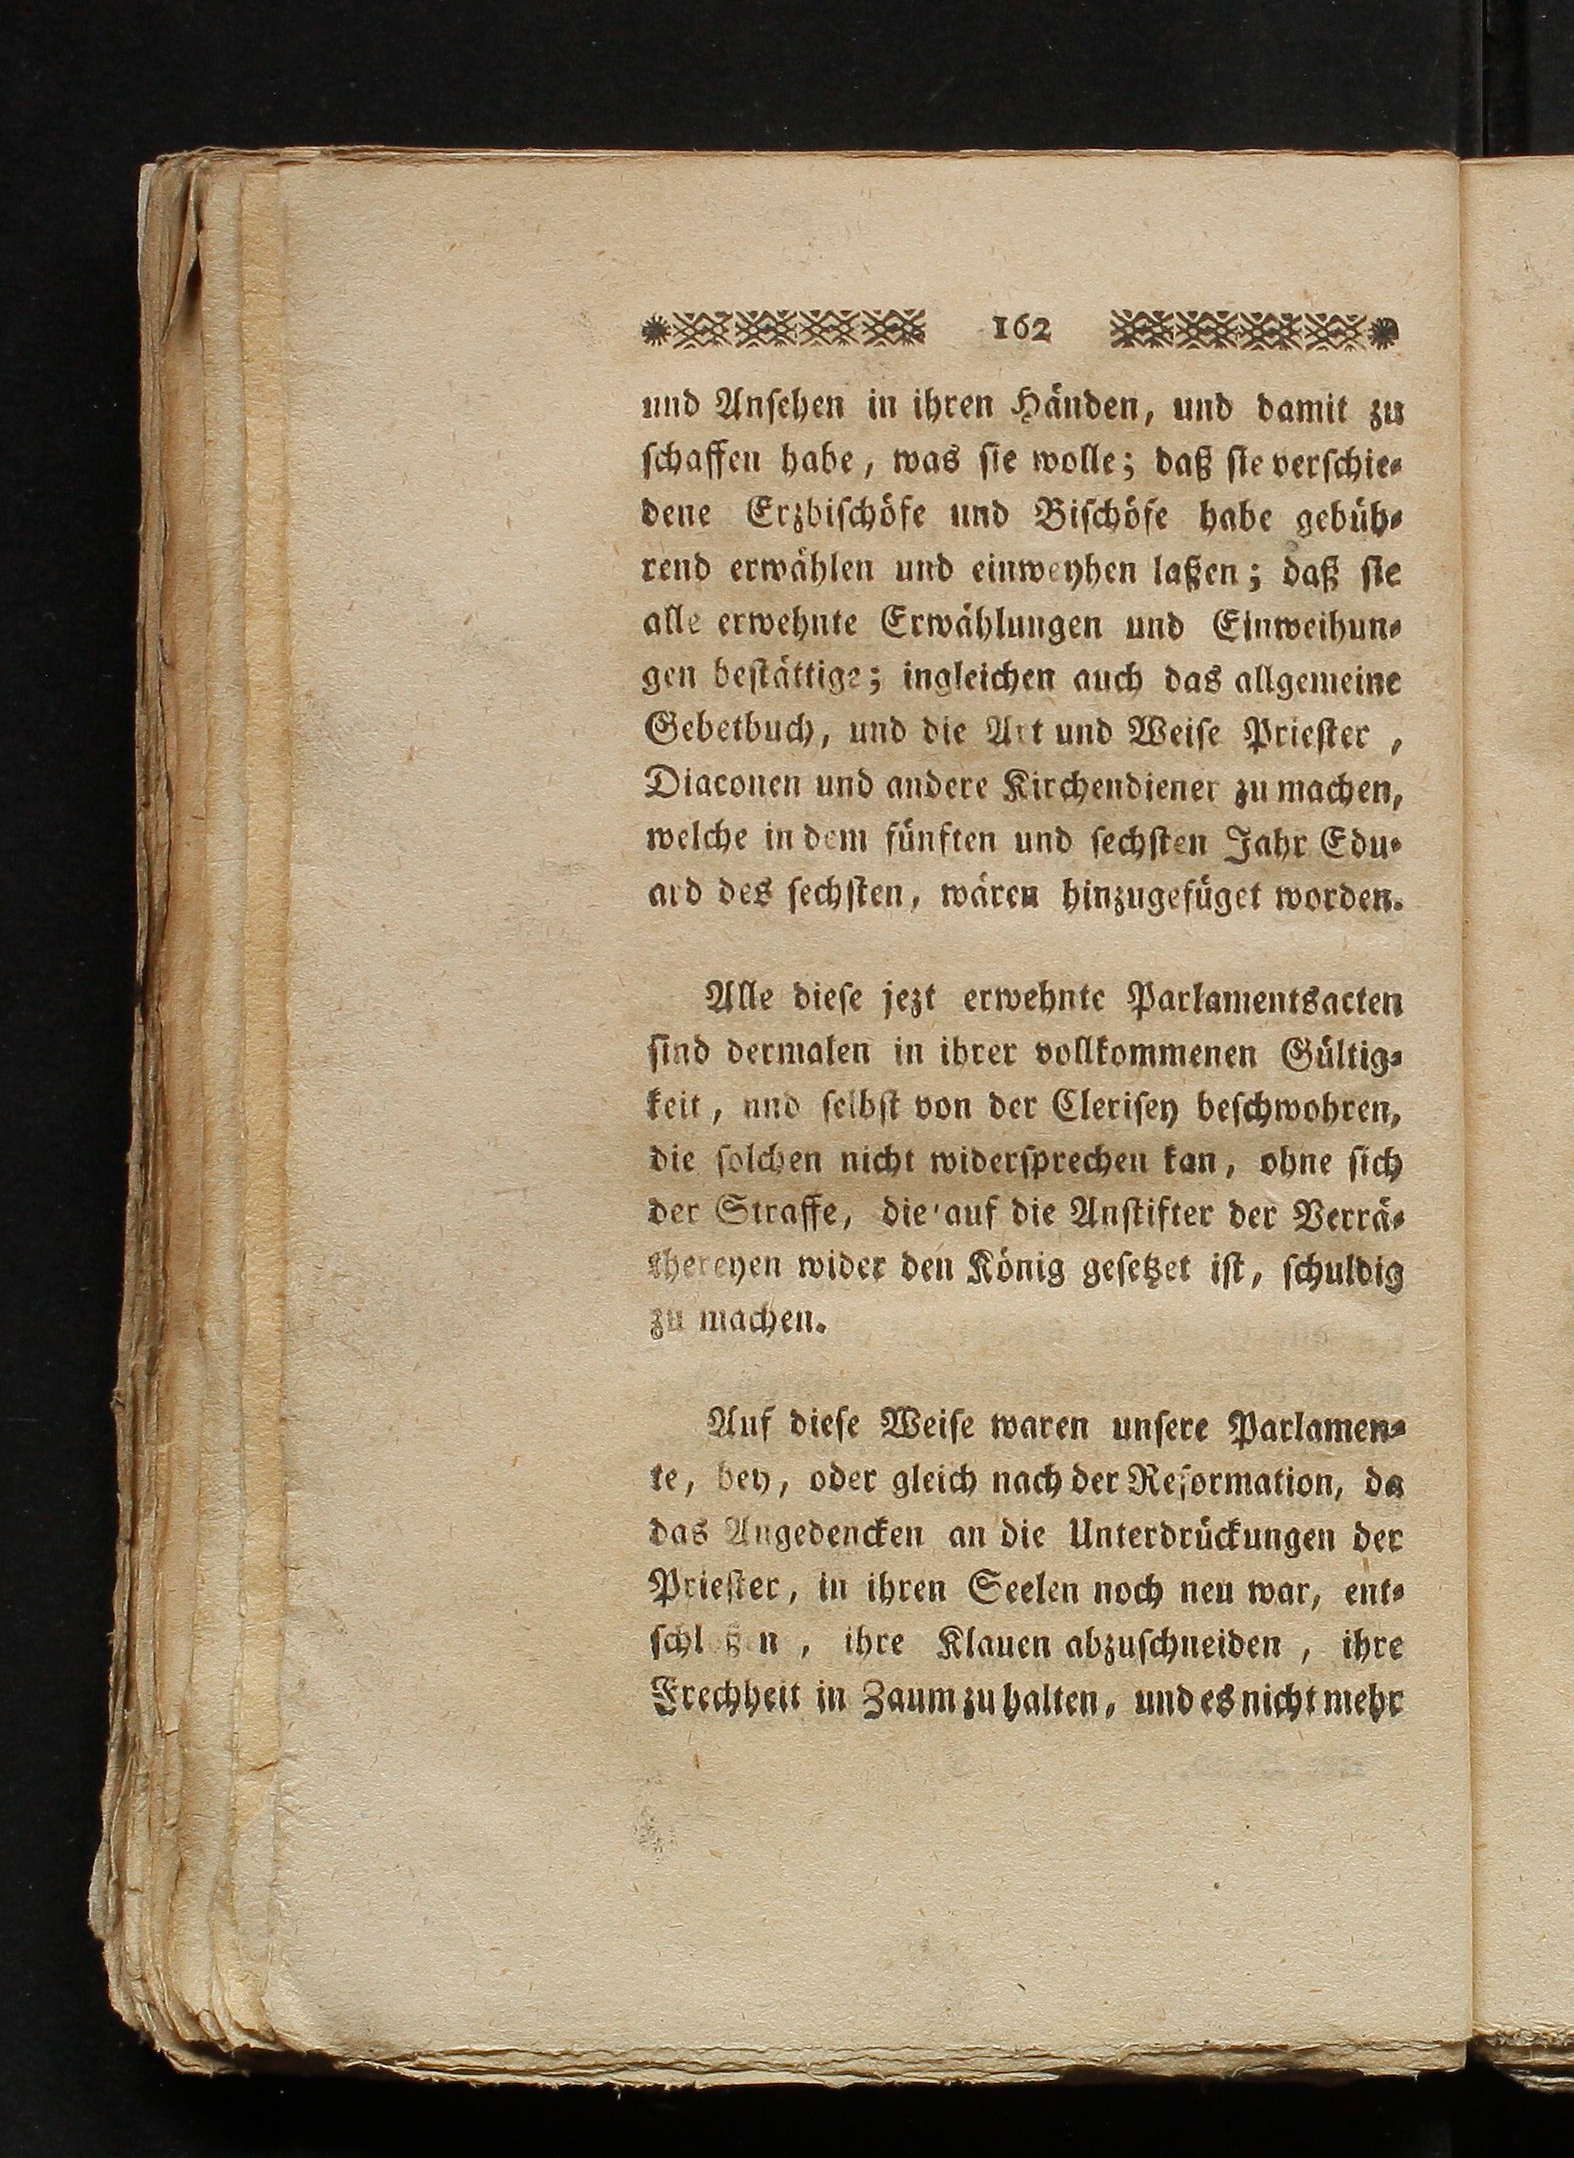 162
und Ansehen in ihren Händen, und damit zu
schaffen habe, was sie wolle; daß sie verschie-
dene Erzbischöfe und Bischöfe habe gebüh-
rend erwählen und einweyhen laßen; daß sie
alle erwehnte Erwählungen und Einweihun-
gen bestättige; ingleichen auch das allgemeine
Gebetbuch, und die Art und Weise Priester,
Diaconen und andere Kirchendiener zu machen,
welche in dem fünften und sechsten Jahr Edu-
ard des sechsten, wären hinzugefüget worden.
Alle diese jezt erwehnte Parlamentsacten
sind dermalen in ihrer vollkommenen Gültig-
keit, und selbst von der Clerisey beschwohren,
die solchen nicht widersprechen kan, ohne sich
der Straffe, die auf die Anstifter der Verrä-
thereyen wider den König gesetzet ist, schuldig
zu machen.
Auf diese Weise waren unsere Parlamen-
te, bey, oder gleich nach der Reformation, da
das Angedencken an die Unterdrückungen der
Priester, in ihren Seelen noch neu war, ent-
schloßen, ihre Klauen abzuschneiden, ihre
Frechheit in Zaum zu halten, und es nicht mehr